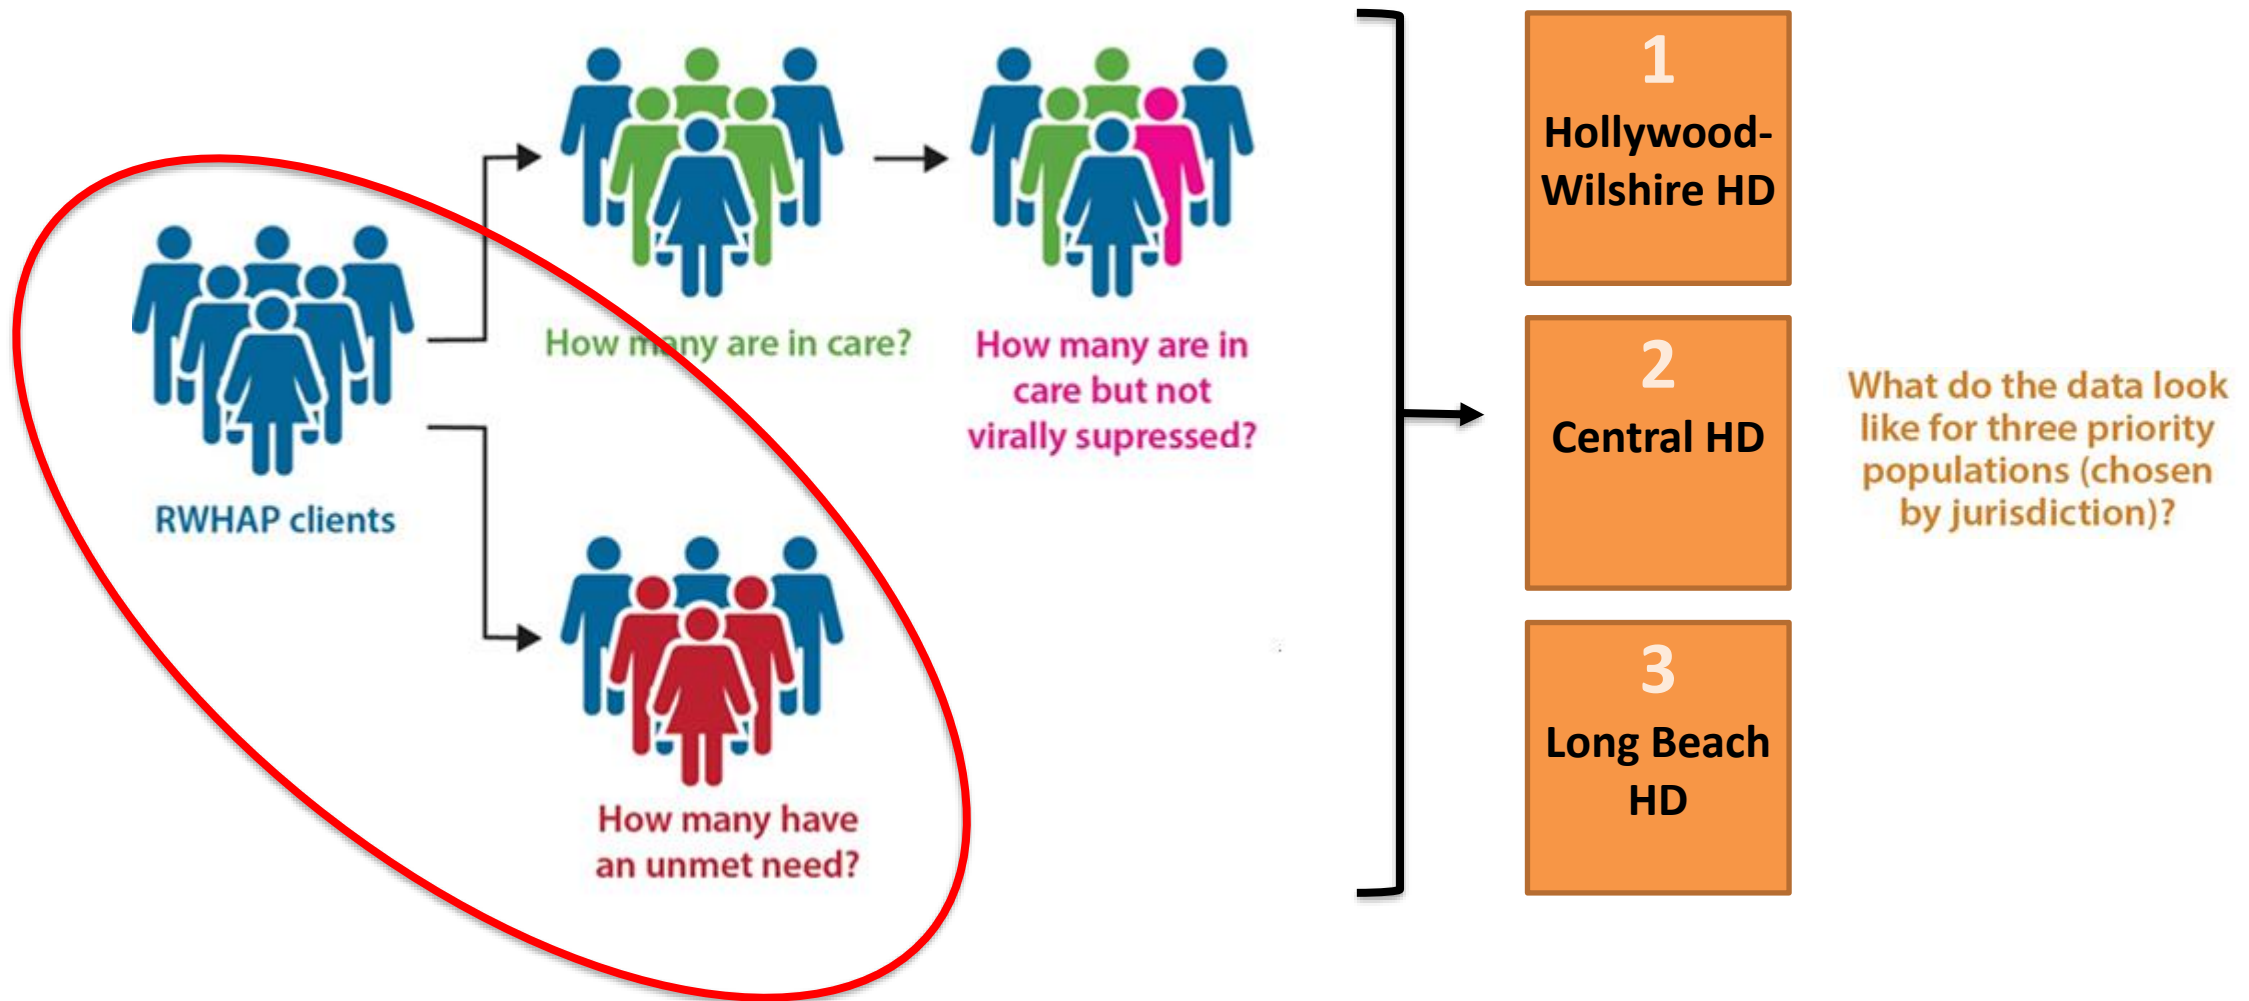 RWHAP clients
How many are in care?
How many are in
care but not
virally supressed?
How many have
an unmet need?
1
Hollywood-
Wilshire HD
2
Central HD
3
Long Beach
HD
What do the data look
like for three priority
populations (chosen
by jurisdiction)?